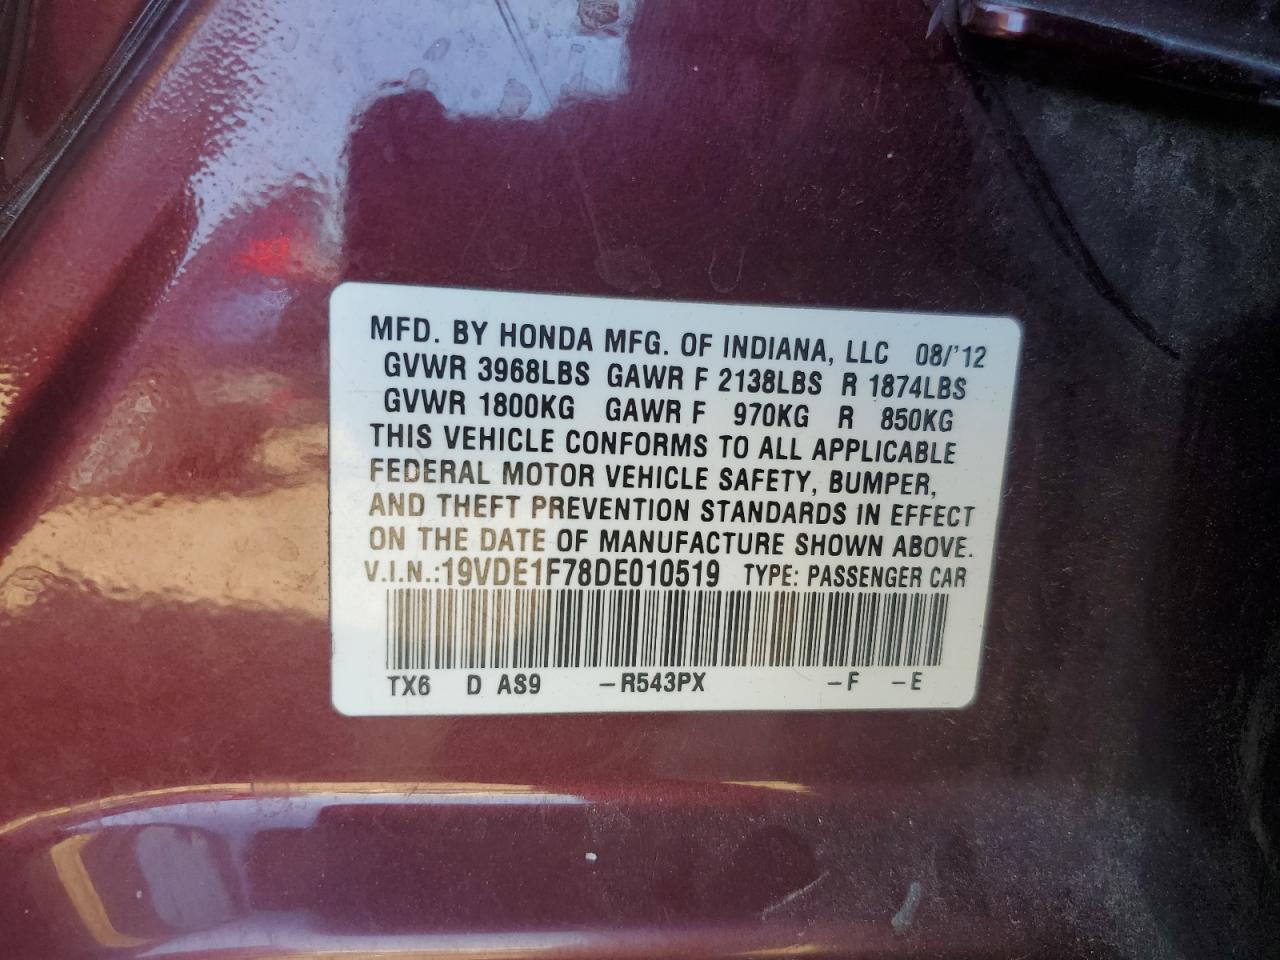 MFD. BY HONDA MFG. OF INDIANA, LLC 08/'12
GVWR 3968LBS GAWR F 2138LBS R 1874LBS
GVWR 1800KG GAWR F 970KG R 850KG
THIS VEHICLE CONFORMS TO ALL APPLICABLE
FEDERAL MOTOR VEHICLE SAFETY, BUMPER,
AND THEFT PREVENTION STANDARDS IN EFFECT
ON THE DATE OF MANUFACTURE SHOWN ABOVE.
V.I.N.:19VDE1F78DE010519 TYPE: PASSENGER CAR
TX6 D AS9 -R543PX -F -E